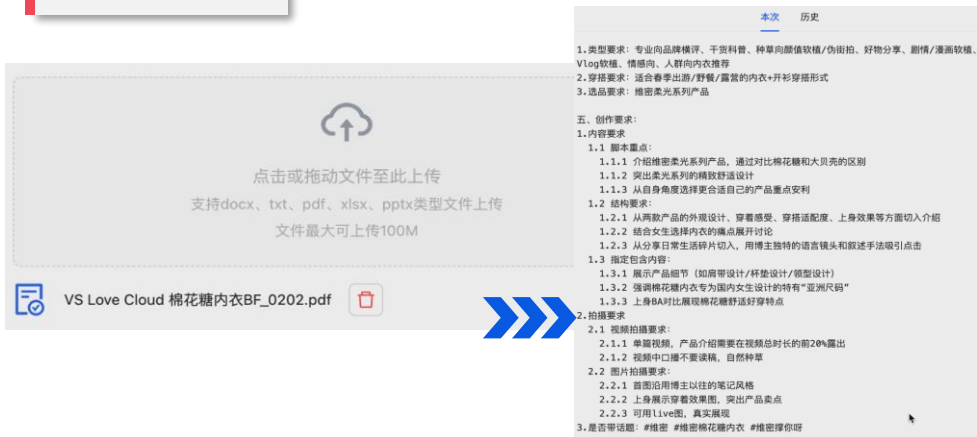 点击或拖动文件至此上传
支持docx、txt、pdf、xlsx、pptx类型文件上传
文件最大可上传100M
VS Love Cloud 棉花糖内衣BF_0202.pdf
本次 历史
1.类型要求：专业向品牌横评、干货科普、种草向颜值软植/伪街拍、好物分享、剧情/漫画软植、
Vlog软植、情感向、人群向内衣推荐
2.穿搭要求：适合春季出游/野餐/露营的内衣+开衫穿搭形式
3.选品要求：维密柔光系列产品
五、创作要求：
1.内容要求
1.1 脚本重点：
1.1.1 介绍维密柔光系列产品，通过对比棉花糖和大贝壳的区别
1.1.2 突出柔光系列的精致舒适设计
1.1.3 从自身角度选择更合适自己的产品重点安利
1.2 结构要求：
1.2.1 从两款产品的外观设计、穿着感受、穿搭适配度、上身效果等方面切入介绍
1.2.2 结合女生选择内衣的痛点展开讨论
1.2.3 从分享日常生活碎片切入，用博主独特的语言镜头和叙述手法吸引点击
1.3 指定包含内容：
1.3.1 展示产品细节（如肩带设计/杯垫设计/领型设计）
1.3.2 强调棉花糖内衣专为国内女生设计的特有“亚洲尺码”
1.3.3 上身BA对比展现棉花糖舒适好穿特点
2.拍摄要求
2.1 视频拍摄要求：
2.1.1 单篇视频，产品介绍需要在视频总时长的前20%露出
2.1.2 视频中口播不要读稿，自然种草
2.2 图片拍摄要求：
2.2.1 首图沿用博主以往的笔记风格
2.2.2 上身展示穿着效果图，突出产品卖点
2.2.3 可用live图，真实展现
3.是否带话题：#维密 #维密棉花糖内衣 #维密撑你呀